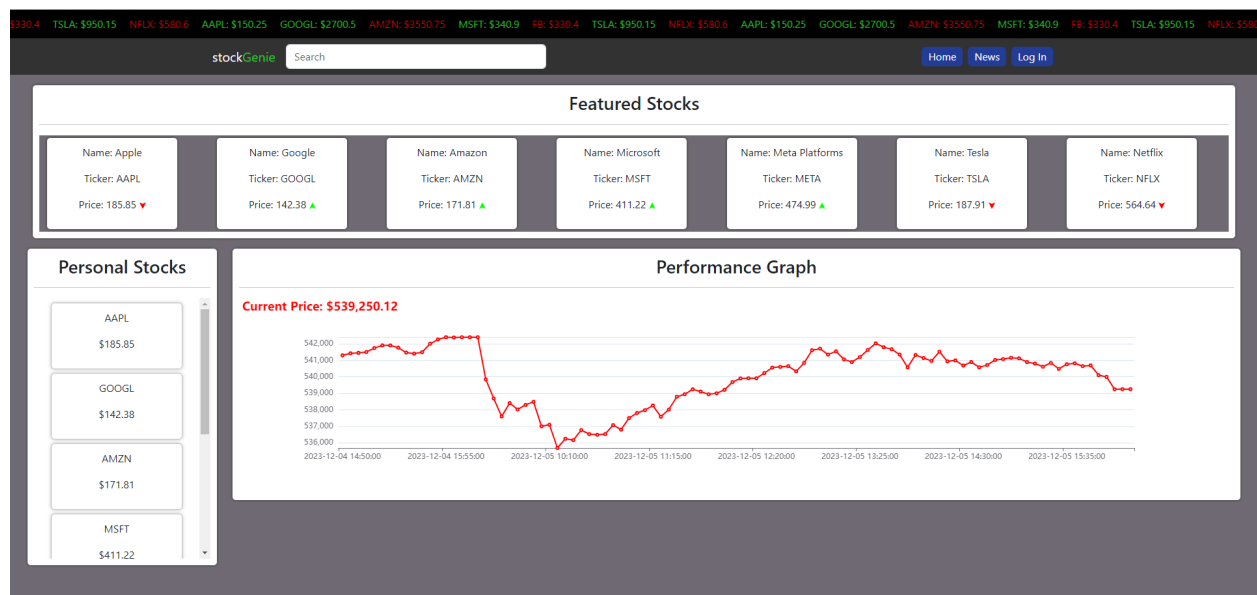 $330.4 TSLA: $950.15 NFLX: $580.6 AAPL: $150.25 GOOGL: $2700.5 AMZN: $3550.75 MSFT: $340.9 FB: $330.4 TSLA: $950.15 NFLX: $580.6 AAPL: $150.25 GOOGL: $2700.5 AMZN: $3550.75 MSFT: $340.9 FB: $330.4 TSLA: $950.15 NFLX:
stockGenie Search Home News Log In
Featured Stocks
Name: Apple Name: Google Name: Amazon Name: Microsoft Name: Meta Platforms Name: Tesla Name: Netflix
Ticker: AAPL Ticker: GOOGL Ticker: AMZN Ticker: MSFT Ticker: META Ticker: TSLA Ticker: NFLX
Price: 185.85 Price: 142.38 Price: 171.81 Price: 411.22 Price: 474.99 Price: 187.91 Price: 564.64
Personal Stocks
AAPL
$185.85
GOOGL
$142.38
AMZN
$171.81
MSFT
$411.22
Performance Graph
Current Price: $539,250.12
542,000
541,000
540,000
539,000
538,000
537,000
536,000
2023-12-04 14:50:00 2023-12-04 15:55:00 2023-12-05 10:10:00 2023-12-05 11:15:00 2023-12-05 12:20:00 2023-12-05 13:25:00 2023-12-05 14:30:00 2023-12-05 15:35:00